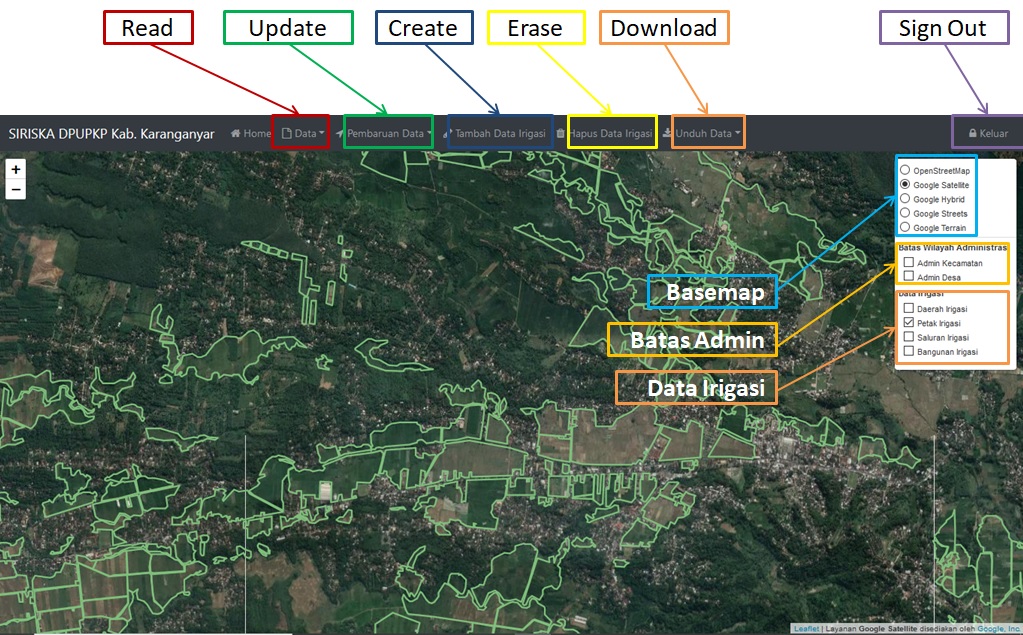 Read
Update
Create
Erase
Download
Sign Out
SIRISKA DPUPKP Kab. Karanganyar
Home
Data
Pembaruan Data
Tambah Data Irigasi
Hapus Data Irigasi
Unduh Data
Keluar
+
−
OpenStreetMap
Google Satellite
Google Hybrid
Google Streets
Google Terrain
Batas Wilayah Administras
Admin Kecamatan
Admin Desa
Data Irigasi
Daerah Irigasi
Petak Irigasi
Saluran Irigasi
Bangunan Irigasi
Basemap
Batas Admin
Data Irigasi
Leaflet | Layanan Google Satellite disediakan oleh Google, Inc.